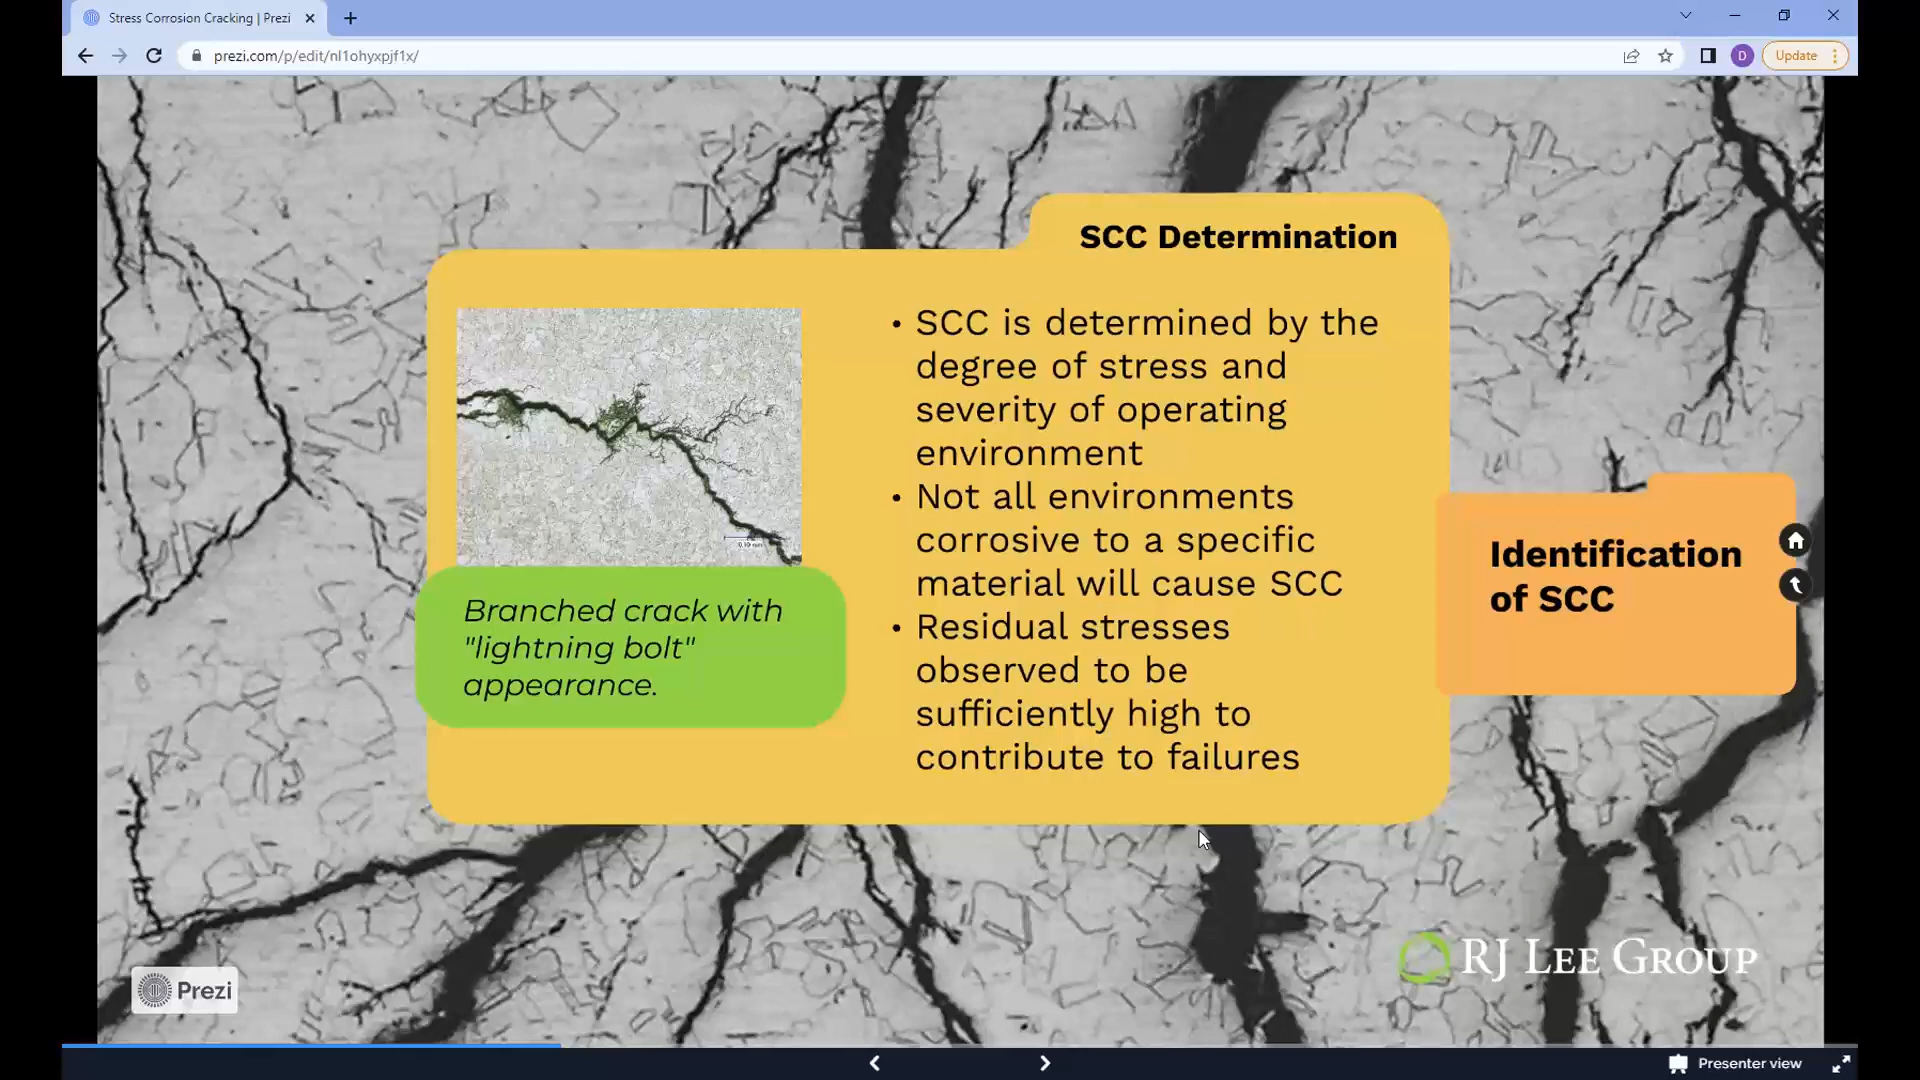 Stress Corrosion Cracking | Prezi
prezi.com/p/edit/nl1ohyxpjf1x/
D
Update
SCC Determination
• SCC is determined by the
degree of stress and
severity of operating
environment
• Not all environments
corrosive to a specific
material will cause SCC
• Residual stresses
observed to be
sufficiently high to
contribute to failures
0.10 mm
Branched crack with
"lightning bolt"
appearance.
Identification
of SCC
RJ LEE GROUP
Prezi
Presenter view